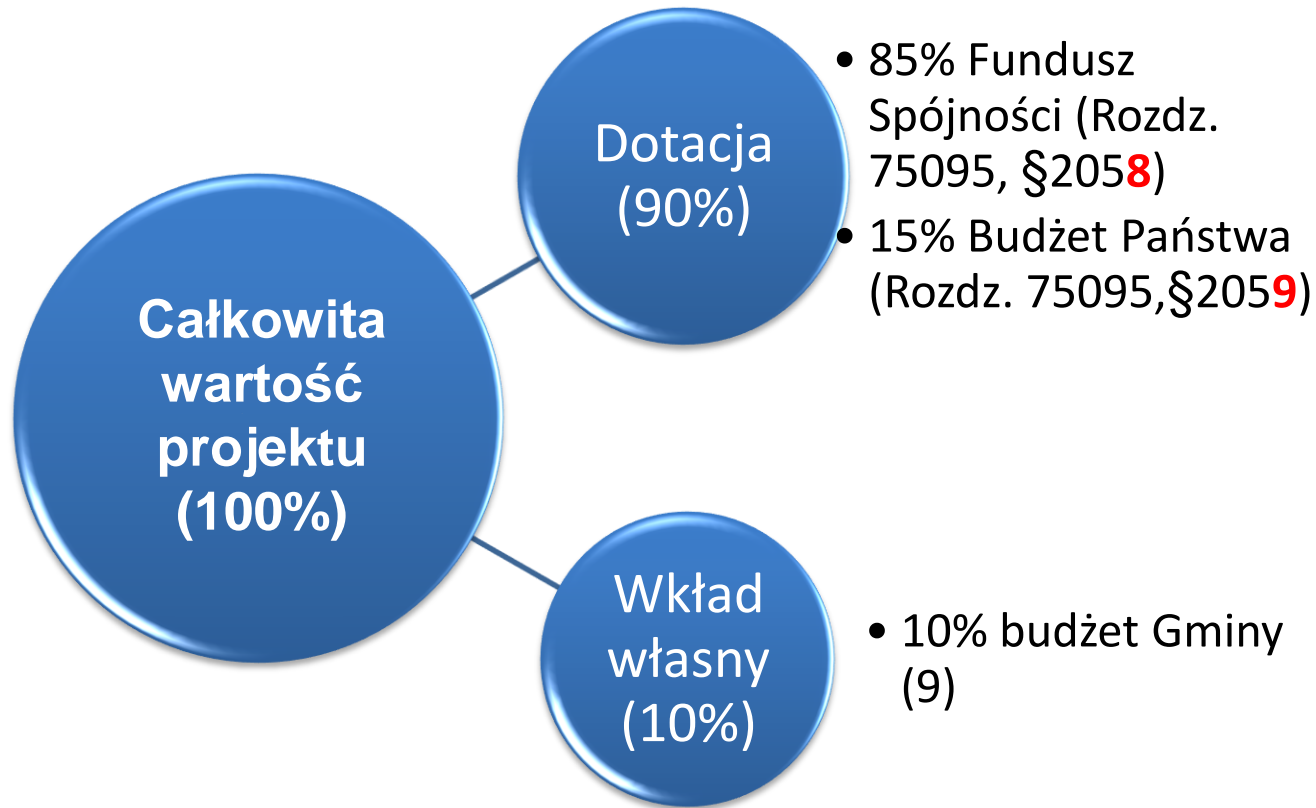 Całkowita
wartość
projektu
(100%)
Dotacja
(90%)
• 85% Fundusz
Spójności (Rozdz.
75095, §2058)
• 15% Budżet Państwa
(Rozdz. 75095,§2059)
Wkład
własny
(10%)
• 10% budżet Gminy
(9)